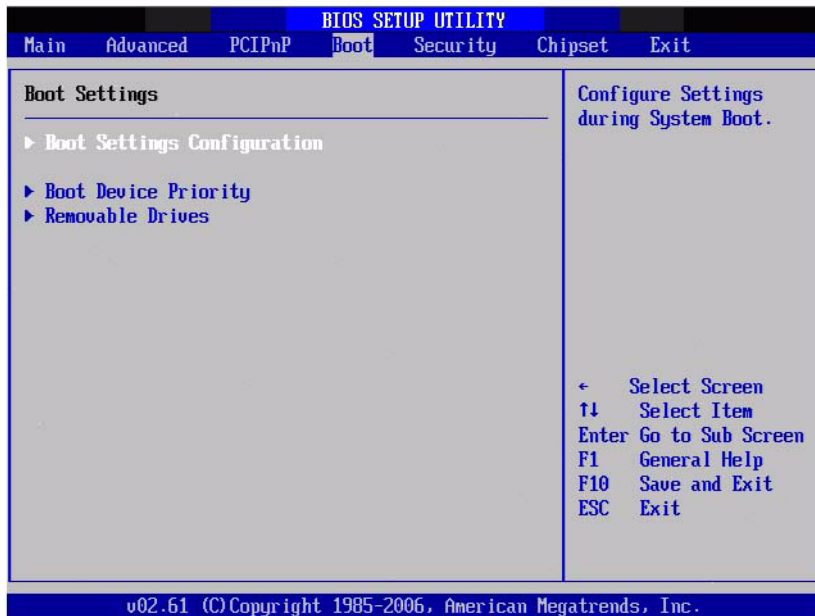 BIOS SETUP UTILITY
Main Advanced PCIPnP Boot Security Chipset Exit
Boot Settings
▶ Boot Settings Configuration
▶ Boot Device Priority
▶ Removable Drives
Configure Settings
during System Boot.
← Select Screen
↑↓ Select Item
Enter Go to Sub Screen
F1 General Help
F10 Save and Exit
ESC Exit
v02.61 (C)Copyright 1985-2006, American Megatrends, Inc.